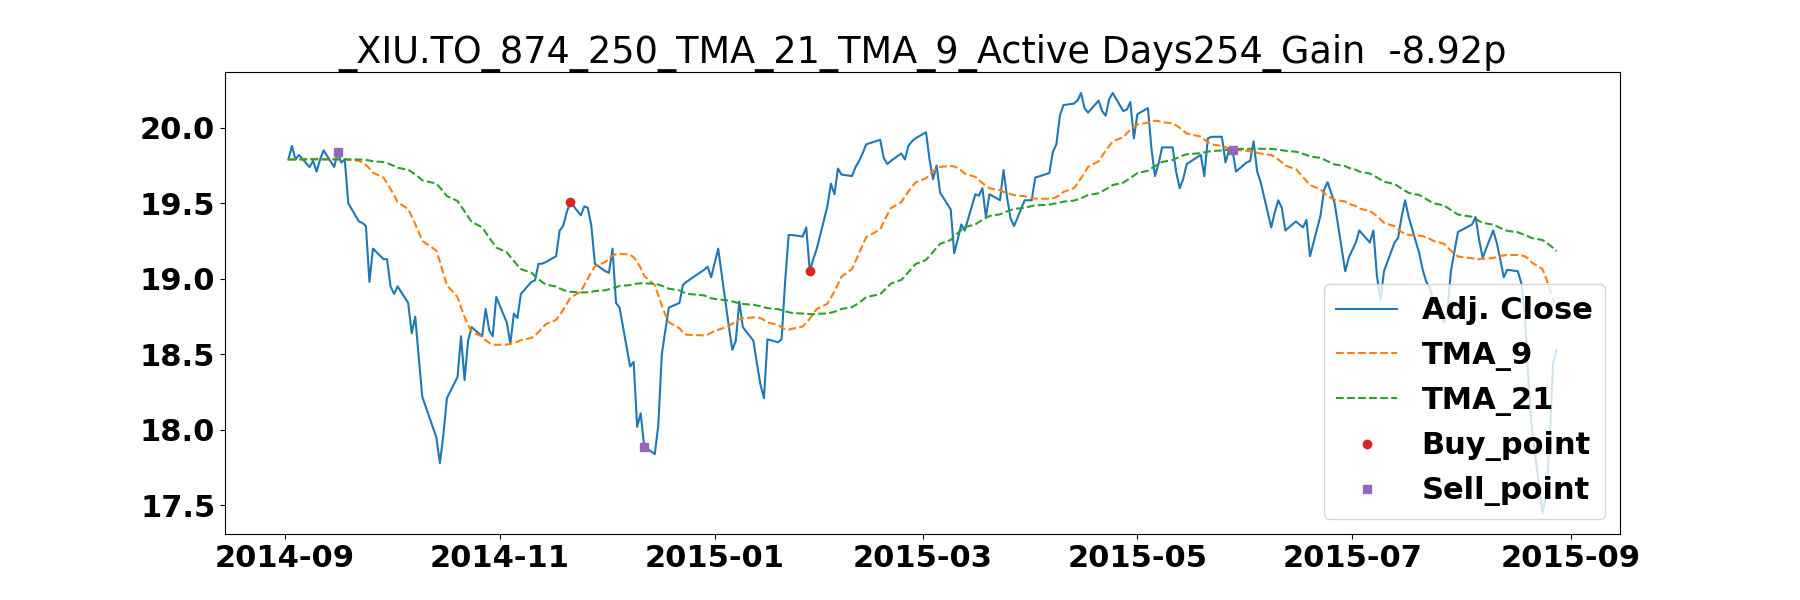 _XIU.TO_874_250_TMA_21_TMA_9_Active Days254_Gain  -8.92p
20.0
19.5
19.0
18.5
18.0
17.5
2014-09 2014-11 2015-01 2015-03 2015-05 2015-07 2015-09
Adj. Close
TMA_9
TMA_21
Buy_point
Sell_point